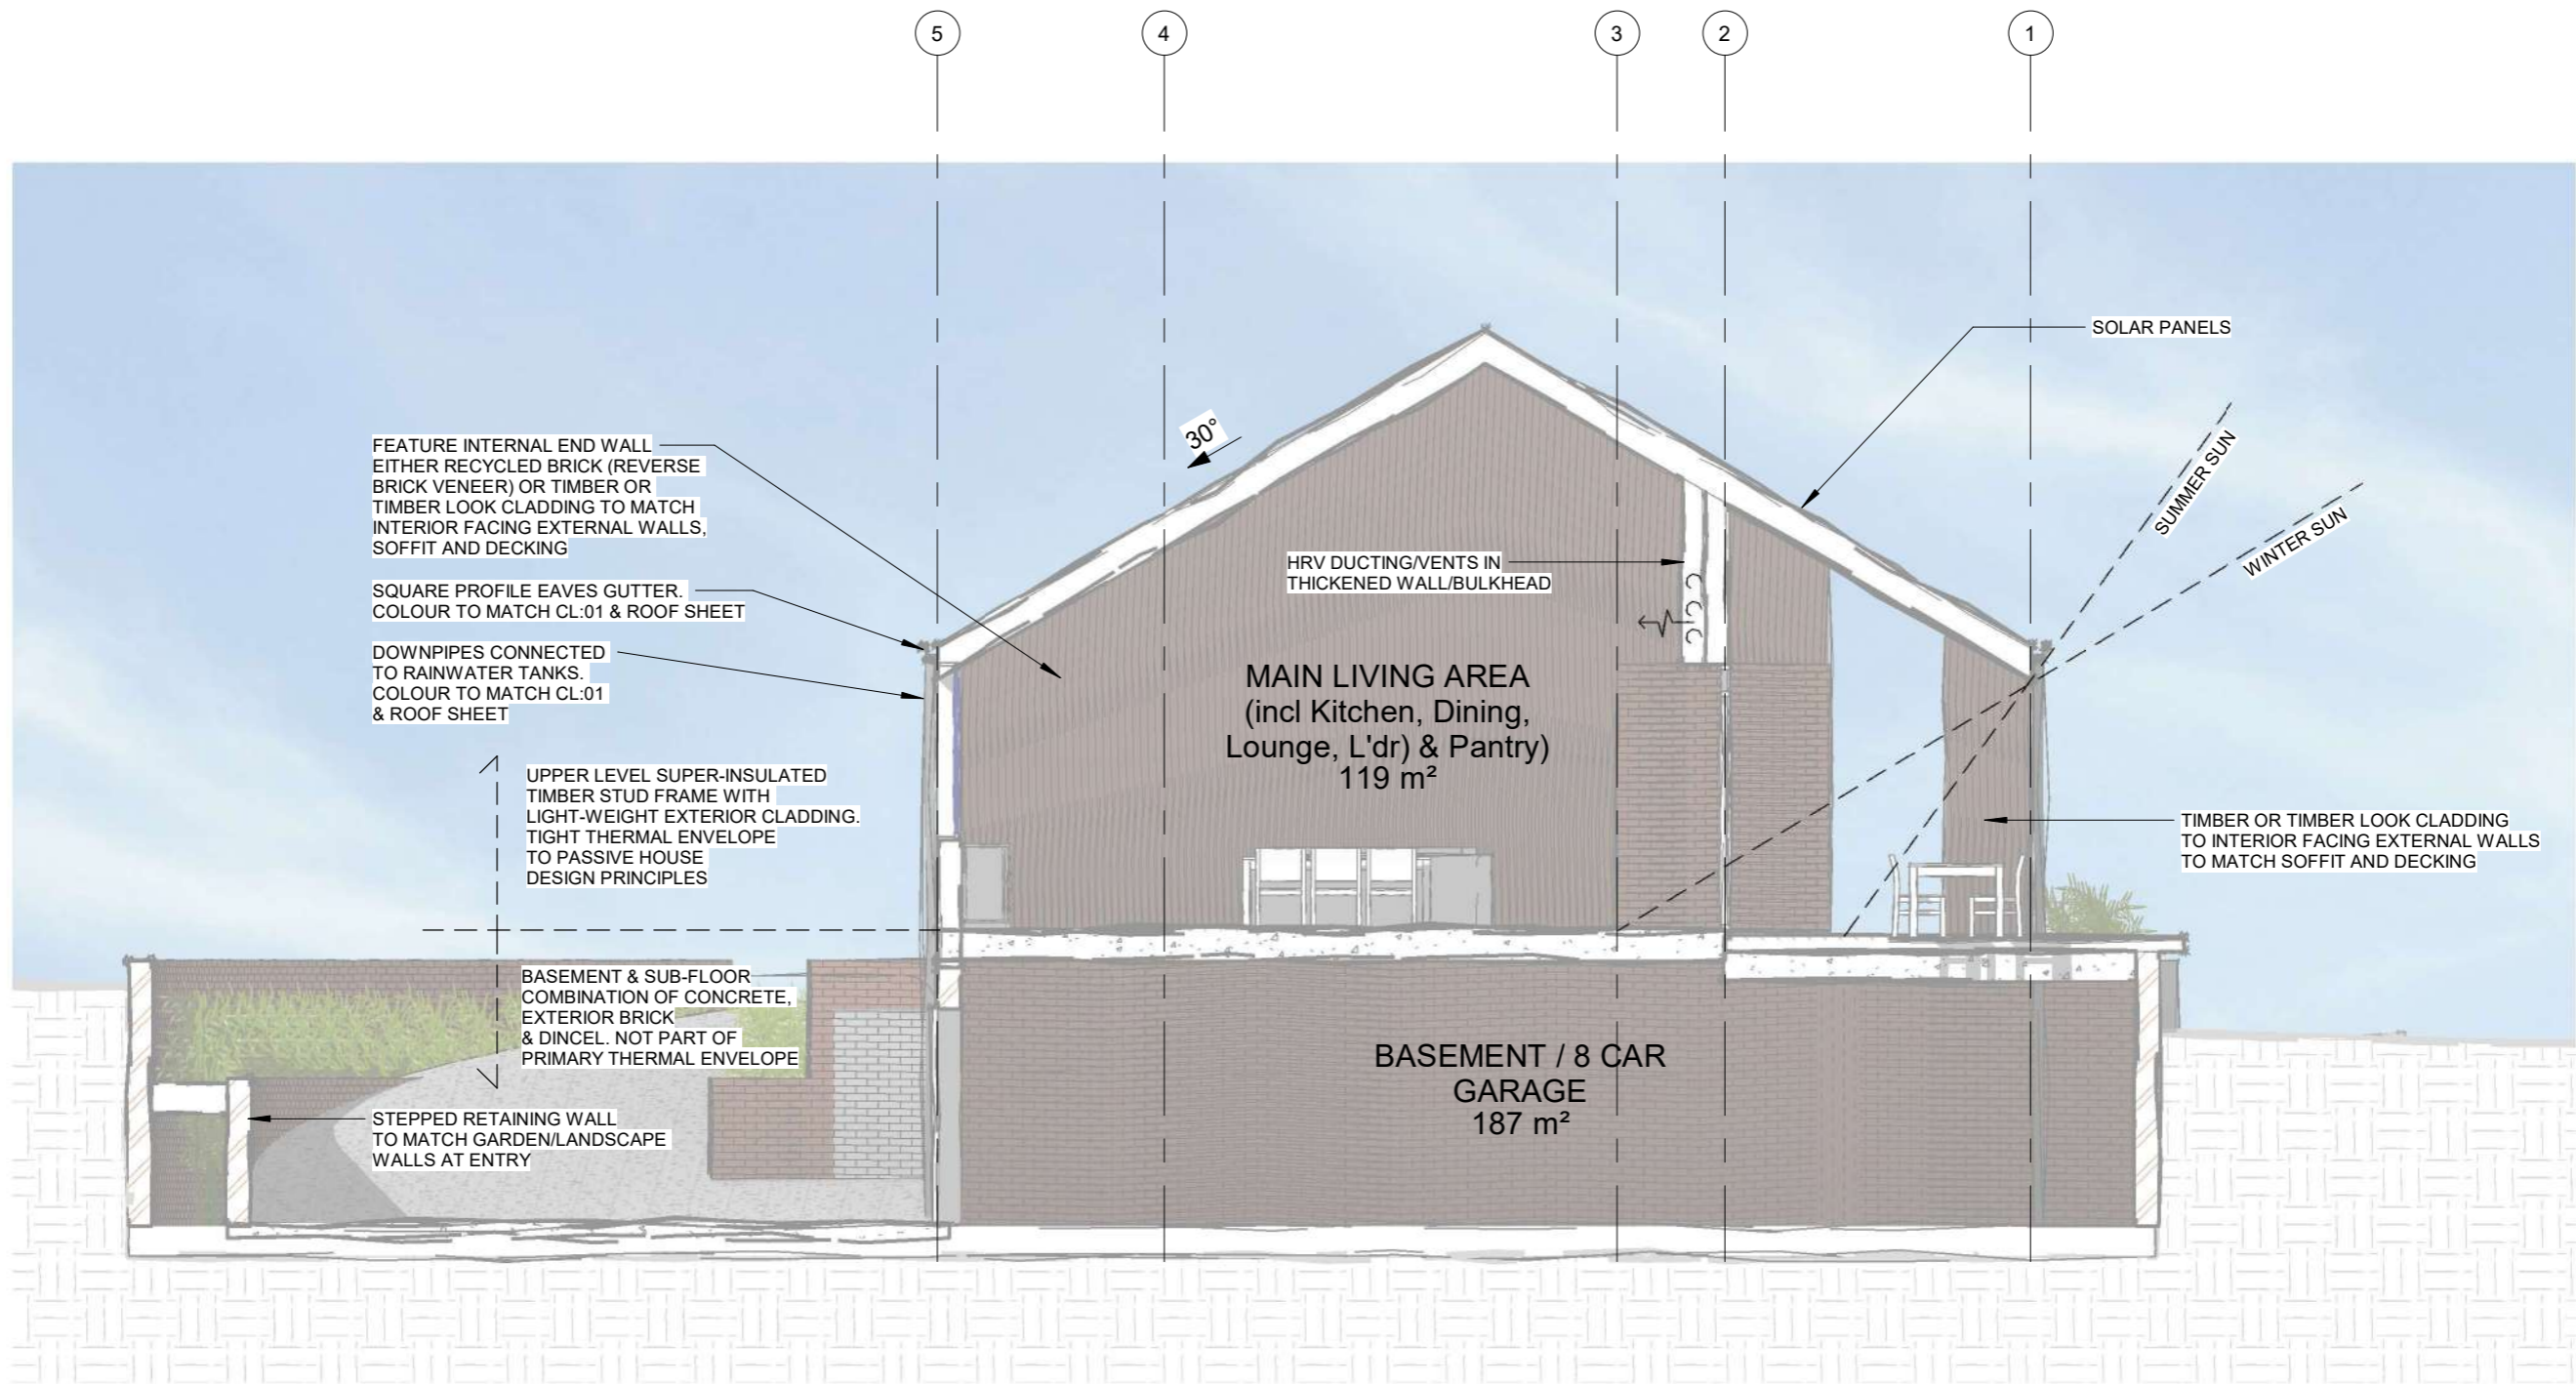 5
4
3
2
1
SOLAR PANELS
30°
FEATURE INTERNAL END WALL
EITHER RECYCLED BRICK (REVERSE
BRICK VENEER) OR TIMBER OR
TIMBER LOOK CLADDING TO MATCH
INTERIOR FACING EXTERNAL WALLS,
SOFFIT AND DECKING
SUMMER SUN
WINTER SUN
HRV DUCTING/VENTS IN
THICKENED WALL/BULKHEAD
SQUARE PROFILE EAVES GUTTER.
COLOUR TO MATCH CL:01 & ROOF SHEET
DOWNPIPES CONNECTED
TO RAINWATER TANKS.
COLOUR TO MATCH CL:01
& ROOF SHEET
MAIN LIVING AREA
(incl Kitchen, Dining,
Lounge, L'dr) & Pantry)
119 m²
UPPER LEVEL SUPER-INSULATED
TIMBER STUD FRAME WITH
LIGHT-WEIGHT EXTERIOR CLADDING.
TIGHT THERMAL ENVELOPE
TO PASSIVE HOUSE
DESIGN PRINCIPLES
TIMBER OR TIMBER LOOK CLADDING
TO INTERIOR FACING EXTERNAL WALLS
TO MATCH SOFFIT AND DECKING
BASEMENT & SUB-FLOOR
COMBINATION OF CONCRETE,
EXTERIOR BRICK
& DINCEL. NOT PART OF
PRIMARY THERMAL ENVELOPE
BASEMENT / 8 CAR
GARAGE
187 m²
STEPPED RETAINING WALL
TO MATCH GARDEN/LANDSCAPE
WALLS AT ENTRY